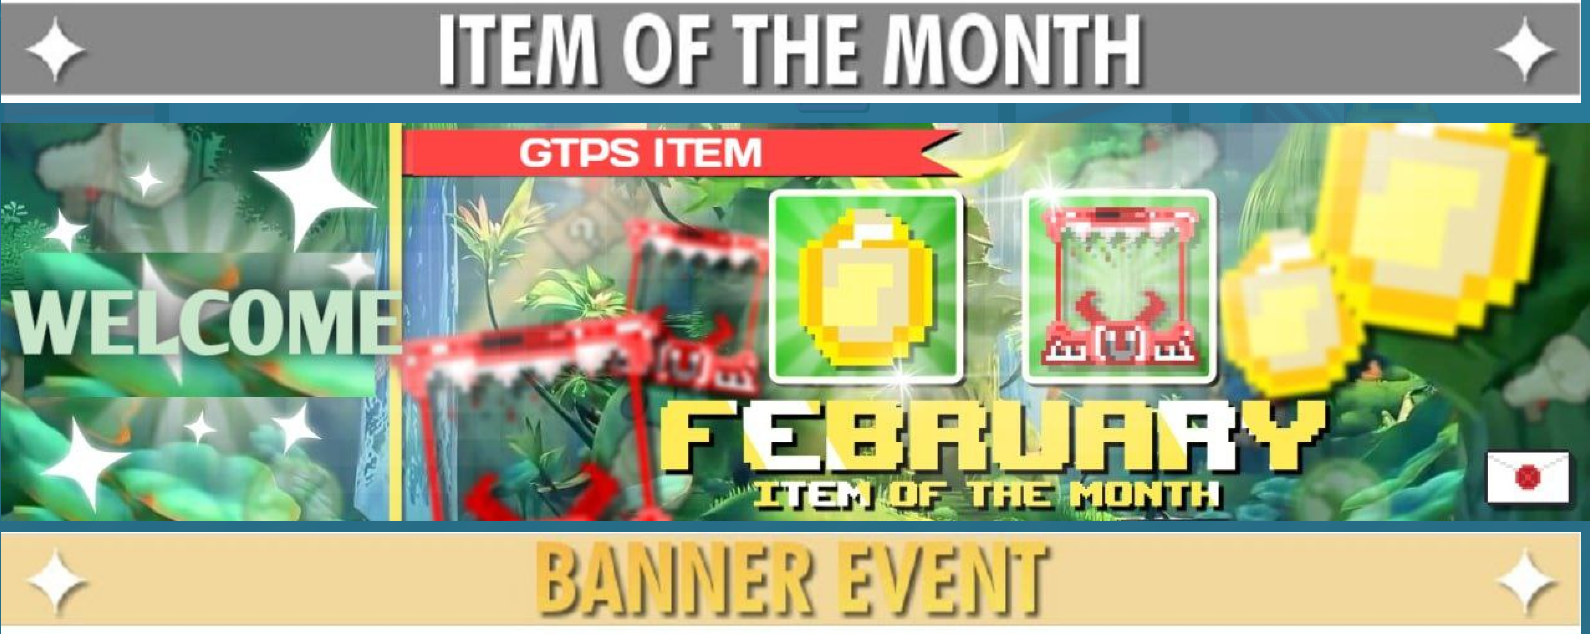 ITEM OF THE MONTH
GTPS ITEM
WELCOME
FEBRUARY
ITEM OF THE MONTH
BANNER EVENT